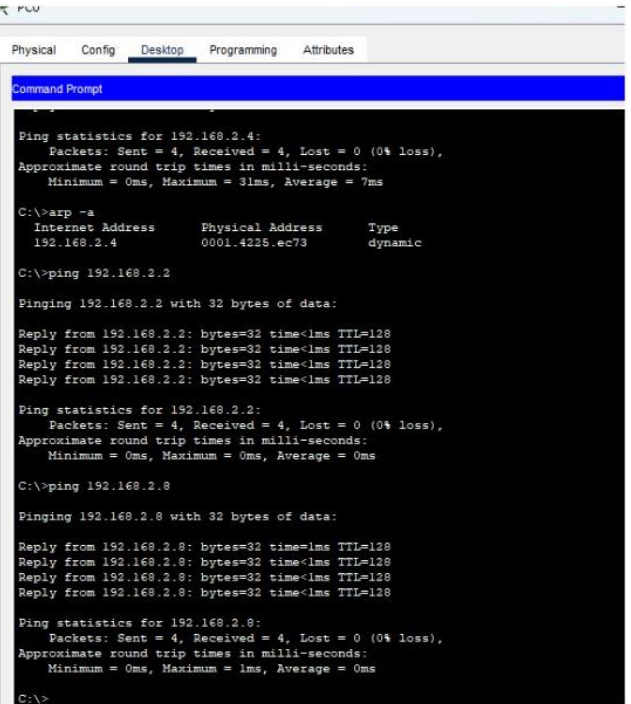 PC0
Physical Config Desktop Programming Attributes
Command Prompt
Ping statistics for 192.168.2.4:
Packets: Sent = 4, Received = 4, Lost = 0 (0% loss),
Approximate round trip times in milli-seconds:
Minimum = 0ms, Maximum = 31ms, Average = 7ms
C:\>arp -a
Internet Address Physical Address Type
192.168.2.4 0001.4225.ec73 dynamic
C:\>ping 192.168.2.2
Pinging 192.168.2.2 with 32 bytes of data:
Reply from 192.168.2.2: bytes=32 time<1ms TTL=128
Reply from 192.168.2.2: bytes=32 time<1ms TTL=128
Reply from 192.168.2.2: bytes=32 time<1ms TTL=128
Reply from 192.168.2.2: bytes=32 time<1ms TTL=128
Ping statistics for 192.168.2.2:
Packets: Sent = 4, Received = 4, Lost = 0 (0% loss),
Approximate round trip times in milli-seconds:
Minimum = 0ms, Maximum = 0ms, Average = 0ms
C:\>ping 192.168.2.8
Pinging 192.168.2.8 with 32 bytes of data:
Reply from 192.168.2.8: bytes=32 time=1ms TTL=128
Reply from 192.168.2.8: bytes=32 time<1ms TTL=128
Reply from 192.168.2.8: bytes=32 time<1ms TTL=128
Reply from 192.168.2.8: bytes=32 time<1ms TTL=128
Ping statistics for 192.168.2.8:
Packets: Sent = 4, Received = 4, Lost = 0 (0% loss),
Approximate round trip times in milli-seconds:
Minimum = 0ms, Maximum = 1ms, Average = 0ms
C:\>